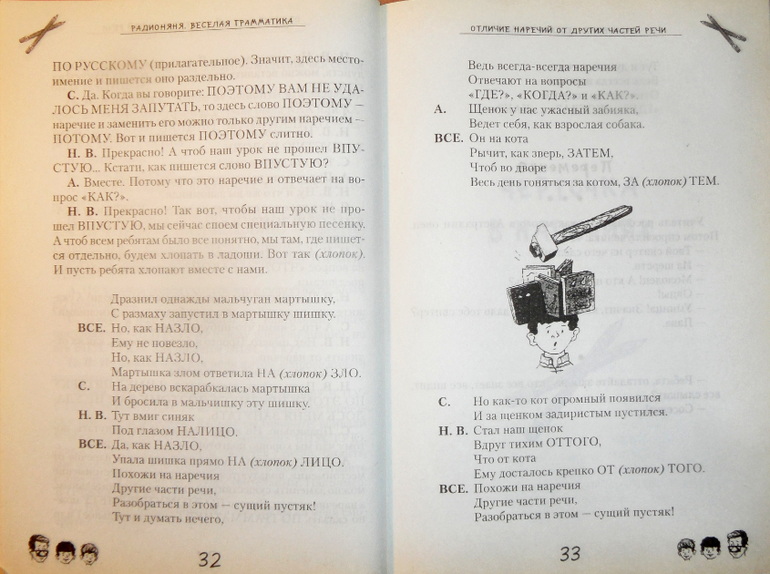 РАДИОНЯНЯ. ВЕСЕЛАЯ ГРАММАТИКА
ПО РУССКОМУ (прилагательное). Значит, здесь место-
имение и пишется оно раздельно.
С. Да. Когда вы говорите: ПОЭТОМУ ВАМ НЕ УДА-
ЛОСЬ МЕНЯ ЗАПУТАТЬ, то здесь слово ПОЭТОМУ —
наречие и заменить его можно только другим наречием —
ПОТОМУ. Вот и пишется ПОЭТОМУ слитно.
Н. В. Прекрасно! А чтоб наш урок не прошел ВПУ-
СТУЮ... Кстати, как пишется слово ВПУСТУЮ?
А. Вместе. Потому что это наречие и отвечает на во-
прос «КАК?».
Н. В. Прекрасно! Так вот, чтобы наш урок не про-
шел ВПУСТУЮ, мы сейчас споем специальную песенку.
А чтоб всем ребятам было все понятно, мы там, где пишет-
ся отдельно, будем хлопать в ладоши. Вот так (хлопок).
И пусть ребята хлопают вместе с нами.
Дразнил однажды мальчуган мартышку.
С размаху запустил в мартышку шишку.
ВСЕ. Но, как НАЗЛО,
Ему не повезло,
Но, как НАЗЛО,
Мартышка злом ответила НА (хлопок) ЗЛО.
С. На дерево вскарабкалась мартышка
И бросила в мальчишку эту шишку.
Н. В. Тут вмиг синяк
Под глазом НАЛИЦО.
ВСЕ. Да, как НАЗЛО,
Упала шишка прямо НА (хлопок) ЛИЦО.
Похожи на наречия
Другие части речи,
Разобраться в этом — сущий пустяк!
Тут и думать нечего,
32
ОТЛИЧИЕ НАРЕЧИЙ ОТ ДРУГИХ ЧАСТЕЙ РЕЧИ
Ведь всегда-всегда наречия
Отвечают на вопросы
«ГДЕ?», «КОГДА?» и «КАК?».
А. Щенок у нас ужасный забияка,
Ведет себя, как взрослая собака.
ВСЕ. Он на кота
Рычит, как зверь, ЗАТЕМ,
Чтоб во дворе
Весь день гоняться за котом, ЗА (хлопок) ТЕМ.
С. Но как-то кот огромный появился
И за щенком задиристым пустился.
Н. В. Стал наш щенок
Вдруг тихим ОТТОГО,
Что от кота
Ему досталось крепко ОТ (хлопок) ТОГО.
ВСЕ. Похожи на наречия
Другие части речи,
Разобраться в этом — сущий пустяк!
33